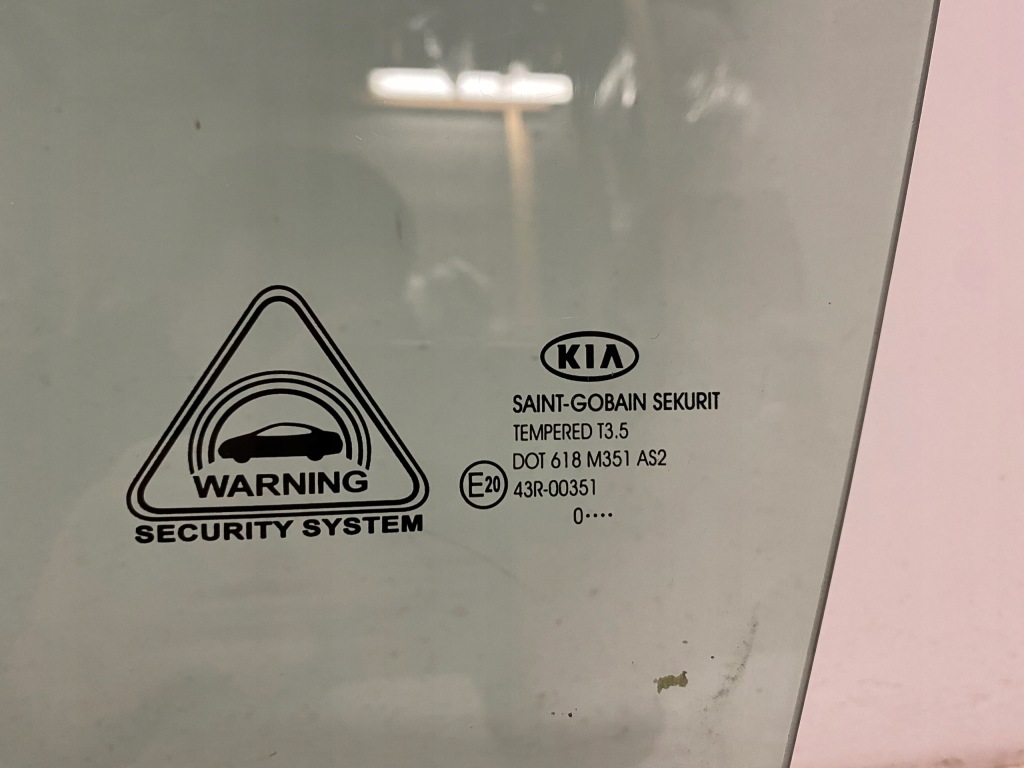 WARNING
SECURITY SYSTEM
KIA
SAINT-GOBAIN SEKURIT
TEMPERED T3.5
DOT 618 M351 AS2
E20 43R-00351
0····